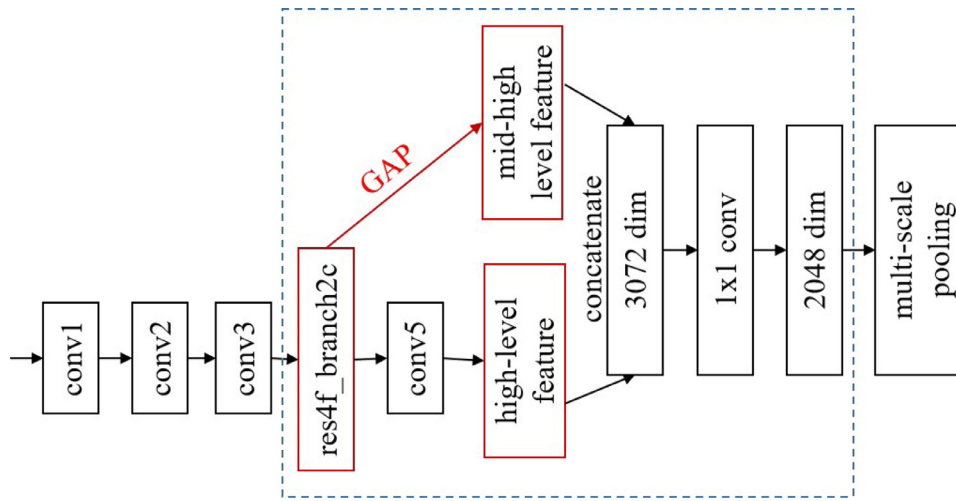 conv1
conv2
conv3
res4f_branch2c
GAP
mid-high
level feature
conv5
high-level
feature
concatenate
3072 dim
1x1 conv
2048 dim
multi-scale
pooling